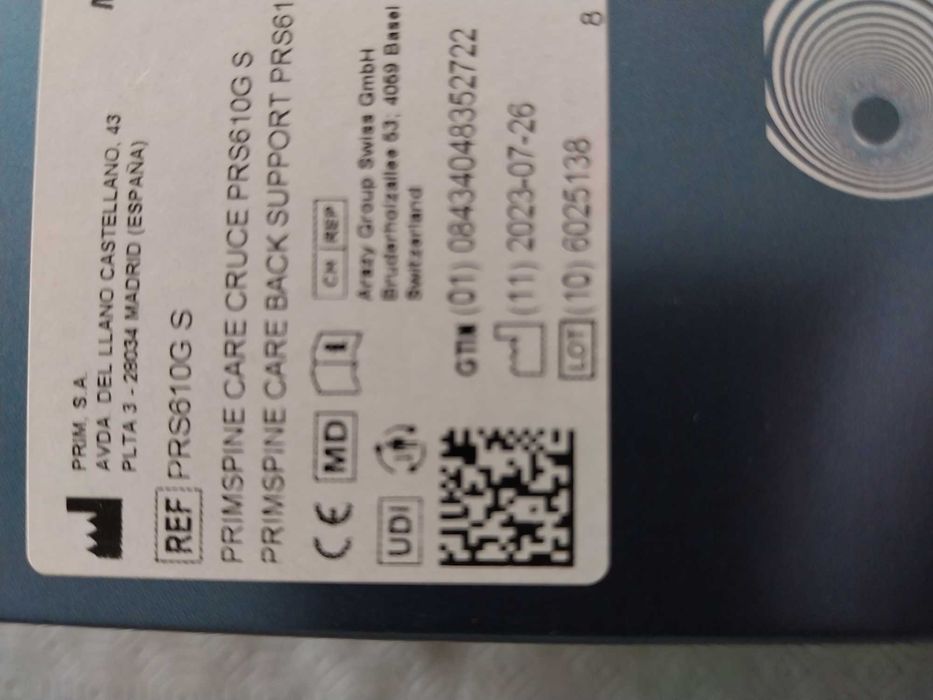 PRIM, S.A.
AVDA. DEL LLANO CASTELLANO, 43
PLTA 3 - 28034 MADRID (ESPAÑA)
REF PRS610G S
PRIMSPINE CARE CRUCE PRS610G S
PRIMSPINE CARE BACK SUPPORT PRS61
CE MD CH REP
Arazy Group Swiss GmbH
Bruderholzallee 53; 4059 Basel
Switzerland
UDI
GTIN (01) 08434048352722
(11) 2023-07-26
LOT (10) 6025138
8